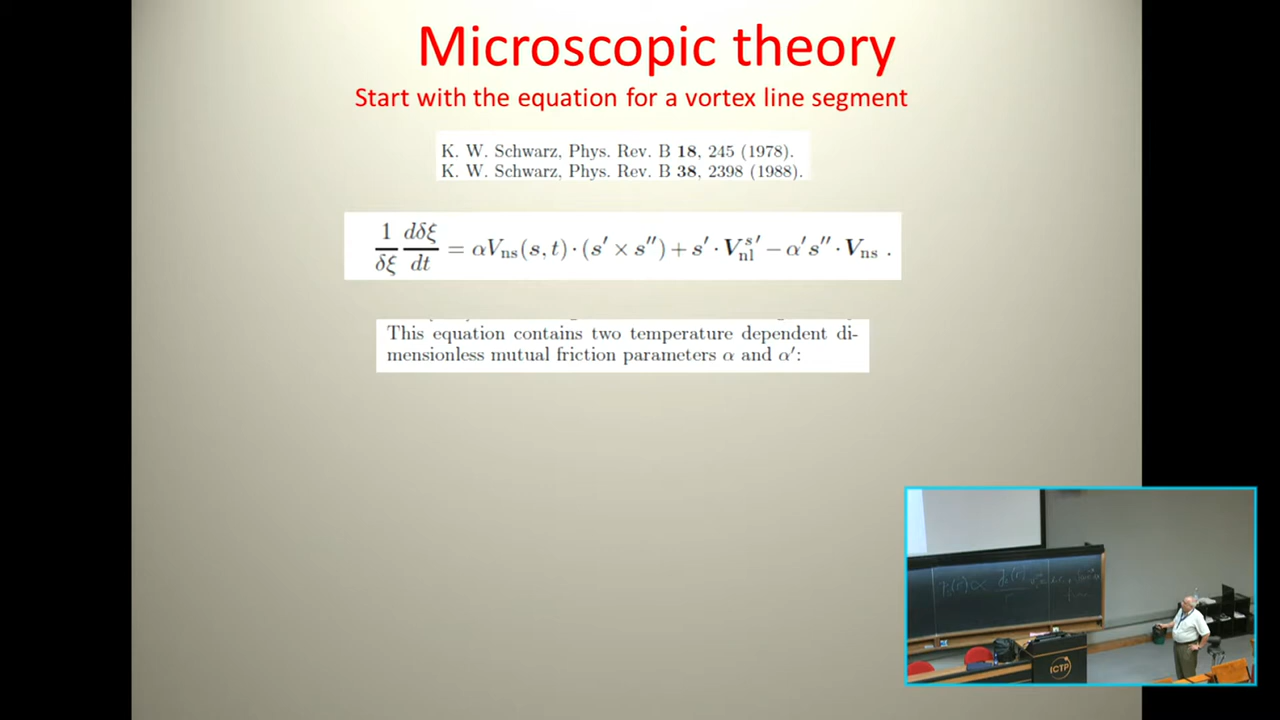 Microscopic theory
Start with the equation for a vortex line segment
K. W. Schwarz, Phys. Rev. B 18, 245 (1978).
K. W. Schwarz, Phys. Rev. B 38, 2398 (1988).
1/δξ dδξ/dt = αV_ns(s, t) · (s′ × s″) + s′ · V_nl^s′ − α′s″ · V_ns .
This equation contains two temperature dependent di-
mensionless mutual friction parameters α and α′:
ICTP